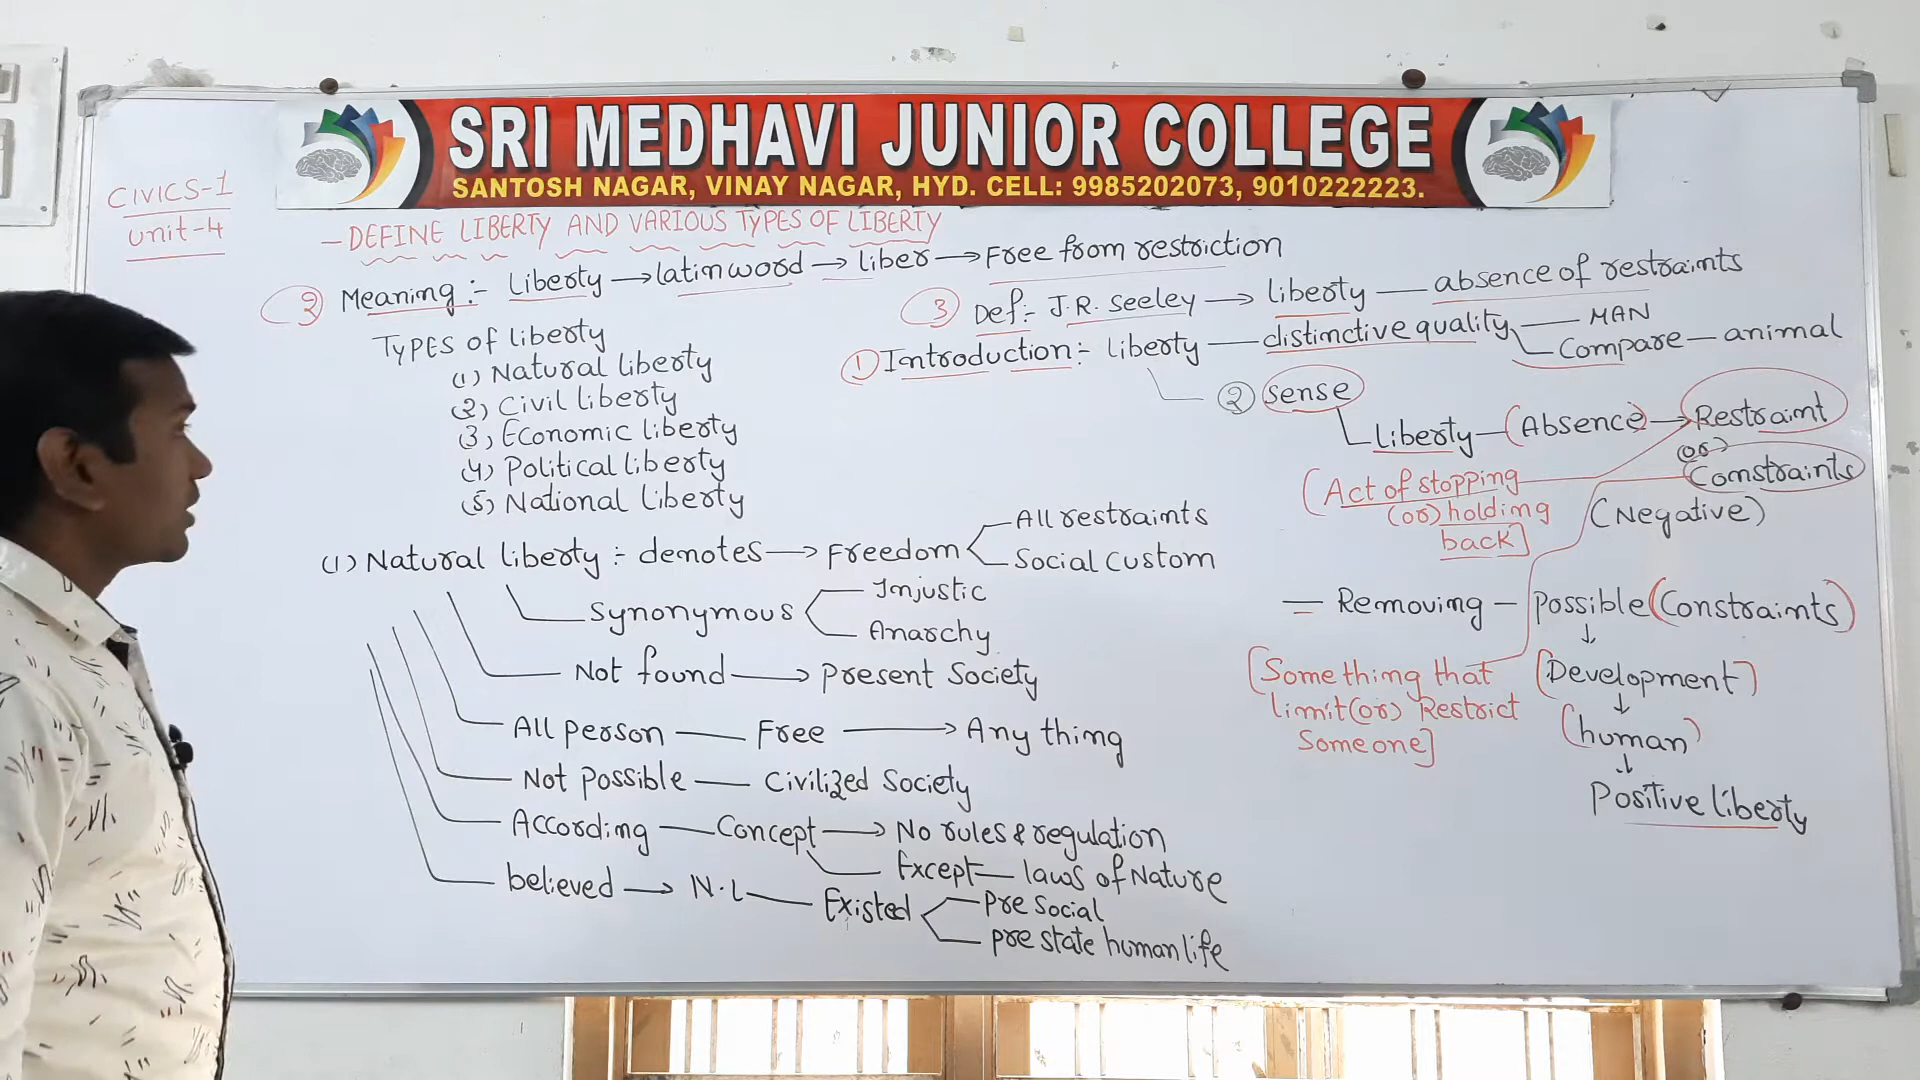 SRI MEDHAVI JUNIOR COLLEGE
SANTOSH NAGAR, VINAY NAGAR, HYD. CELL: 9985202073, 9010222223.
CIVICS-1
Unit-4
- DEFINE LIBERTY AND VARIOUS TYPES OF LIBERTY
② Meaning :- Liberty → latin word → liber → Free from restriction
TYPES of liberty
(1) Natural liberty
(2) Civil liberty
(3) Economic liberty
(4) Political liberty
(5) National liberty
③ Def:- J.R. Seeley → liberty — absence of restraints
① Introduction:- liberty — distinctive quality — MAN
Compare — animal
② Sense
Liberty — (Absence) → Restraint
(or)
Constraints
(Act of stopping
(or) holding
back]
(Negative)
— Removing — possible (Constraints)
↓
(Development)
↓
(human)
↓
Positive liberty
[Something that
limit (or) Restrict
Someone]
(1) Natural liberty :- denotes → Freedom
All restraints
Social Custom
Synonymous
Injustic
Anarchy
Not found → present Society
All person — Free → Any thing
Not possible — Civilized Society
According — Concept → No rules & regulation
Except — laws of Nature
believed → N.L — Existed
Pre Social
pre state human life